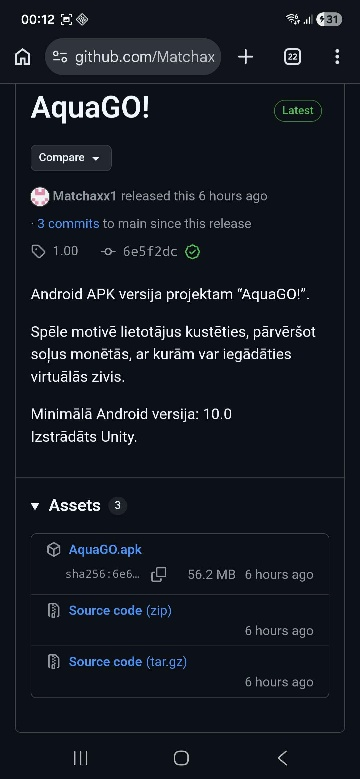 00:12
31
github.com/Matchax
22
AquaGO!
Latest
Compare
Matchaxx1 released this 6 hours ago
· 3 commits to main since this release
1.00
6e5f2dc
Android APK versija projektam “AquaGO!”.
Spēle motivē lietotājus kustēties, pārvēršot
soļus monētās, ar kurām var iegādāties
virtuālās zivis.
Minimālā Android versija: 10.0
Izstrādāts Unity.
Assets 3
AquaGO.apk
sha256:6e6… 56.2 MB 6 hours ago
Source code (zip)
6 hours ago
Source code (tar.gz)
6 hours ago